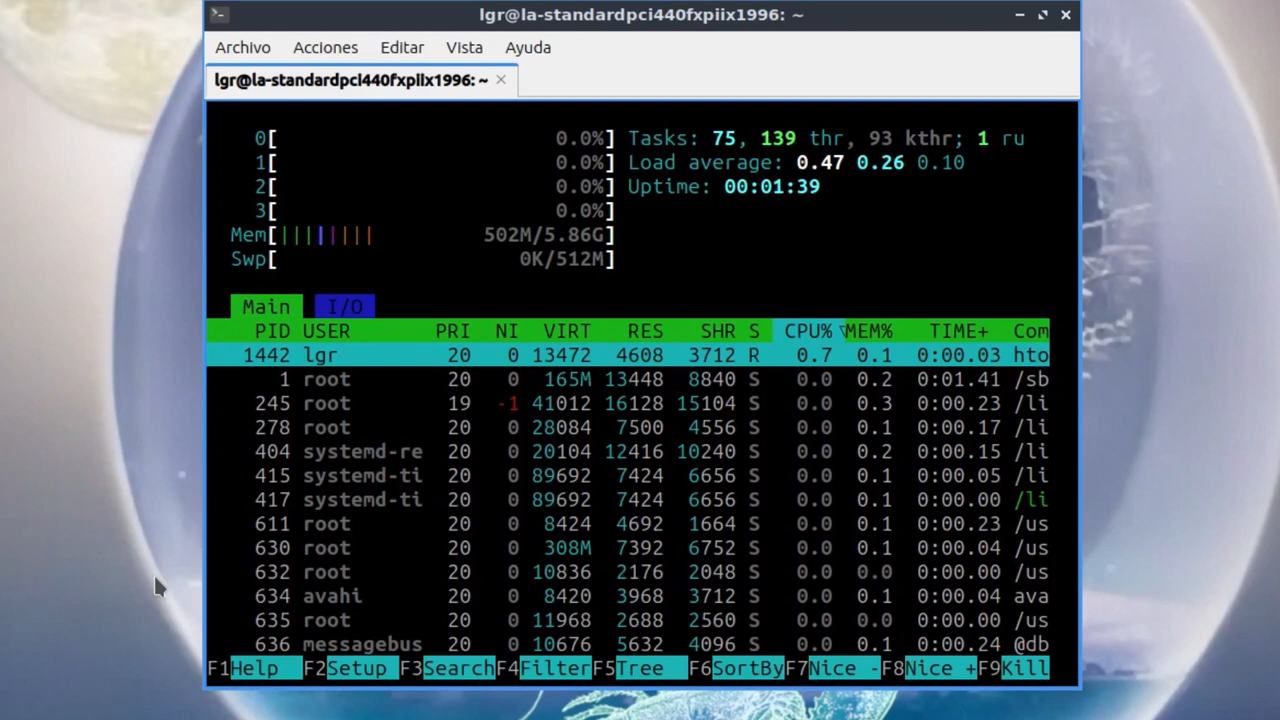 lgr@la-standardpci440fxpiix1996: ~
Archivo Acciones Editar Vista Ayuda
lgr@la-standardpci440fxpiix1996: ~
0[ 0.0%] Tasks: 75, 139 thr, 93 kthr; 1 ru
1[ 0.0%] Load average: 0.47 0.26 0.10
2[ 0.0%] Uptime: 00:01:39
3[ 0.0%]
Mem[|||||||| 502M/5.86G]
Swp[ 0K/512M]
Main I/O
PID USER PRI NI VIRT RES SHR S CPU%▽MEM% TIME+ Com
1442 lgr 20 0 13472 4608 3712 R 0.7 0.1 0:00.03 hto
1 root 20 0 165M 13448 8840 S 0.0 0.2 0:01.41 /sb
245 root 19 -1 41012 16128 15104 S 0.0 0.3 0:00.23 /li
278 root 20 0 28084 7500 4556 S 0.0 0.1 0:00.17 /li
404 systemd-re 20 0 20104 12416 10240 S 0.0 0.2 0:00.15 /li
415 systemd-ti 20 0 89692 7424 6656 S 0.0 0.1 0:00.05 /li
417 systemd-ti 20 0 89692 7424 6656 S 0.0 0.1 0:00.00 /li
611 root 20 0 8424 4692 1664 S 0.0 0.1 0:00.23 /us
630 root 20 0 308M 7392 6752 S 0.0 0.1 0:00.04 /us
632 root 20 0 10836 2176 2048 S 0.0 0.0 0:00.00 /us
634 avahi 20 0 8420 3968 3712 S 0.0 0.1 0:00.04 ava
635 root 20 0 11968 2688 2560 S 0.0 0.0 0:00.00 /us
636 messagebus 20 0 10676 5632 4096 S 0.0 0.1 0:00.24 @db
F1Help F2Setup F3SearchF4FilterF5Tree F6SortByF7Nice -F8Nice +F9Kill